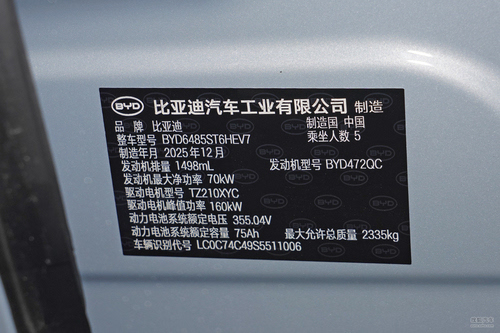 BYD 比亚迪汽车工业有限公司 制造
品 牌 比亚迪 制造国 中国
整车型号 BYD6485ST6HEV7 乘坐人数 5
制造年月 2025年12月
发动机排量 1498mL 发动机型号 BYD472QC
发动机最大净功率 70kW
驱动电机型号 TZ210XYC
驱动电机峰值功率 160kW
动力电池系统额定电压 355.04V
动力电池系统额定容量 75Ah 最大允许总质量 2335kg
车辆识别代号 LC0C74C49S5511006